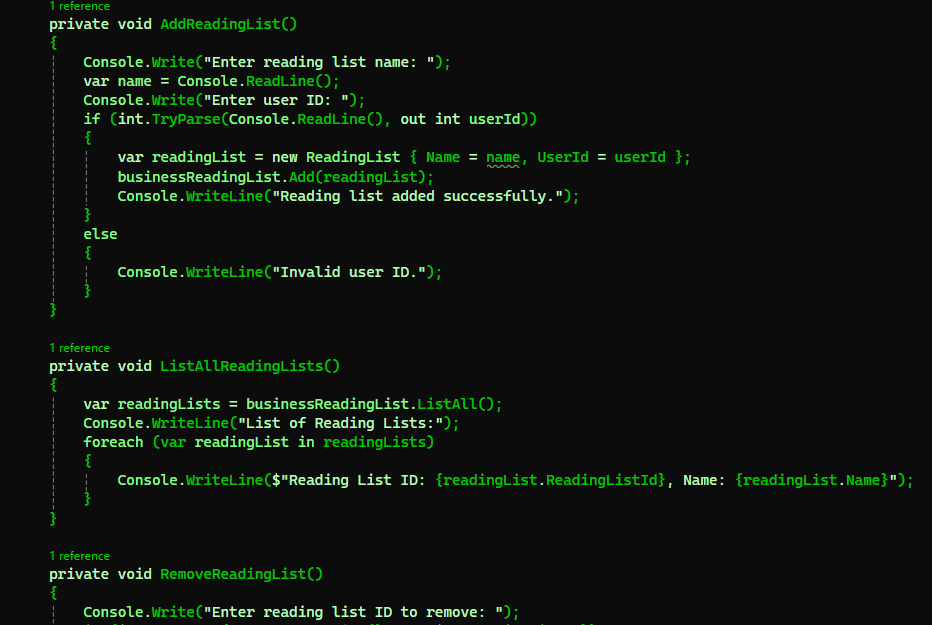 1 reference
private void AddReadingList()
{
Console.Write("Enter reading list name: ");
var name = Console.ReadLine();
Console.Write("Enter user ID: ");
if (int.TryParse(Console.ReadLine(), out int userId))
{
var readingList = new ReadingList { Name = name, UserId = userId };
businessReadingList.Add(readingList);
Console.WriteLine("Reading list added successfully.");
}
else
{
Console.WriteLine("Invalid user ID.");
}
}
1 reference
private void ListAllReadingLists()
{
var readingLists = businessReadingList.ListAll();
Console.WriteLine("List of Reading Lists:");
foreach (var readingList in readingLists)
{
Console.WriteLine($"Reading List ID: {readingList.ReadingListId}, Name: {readingList.Name}");
}
}
1 reference
private void RemoveReadingList()
{
Console.Write("Enter reading list ID to remove: ");